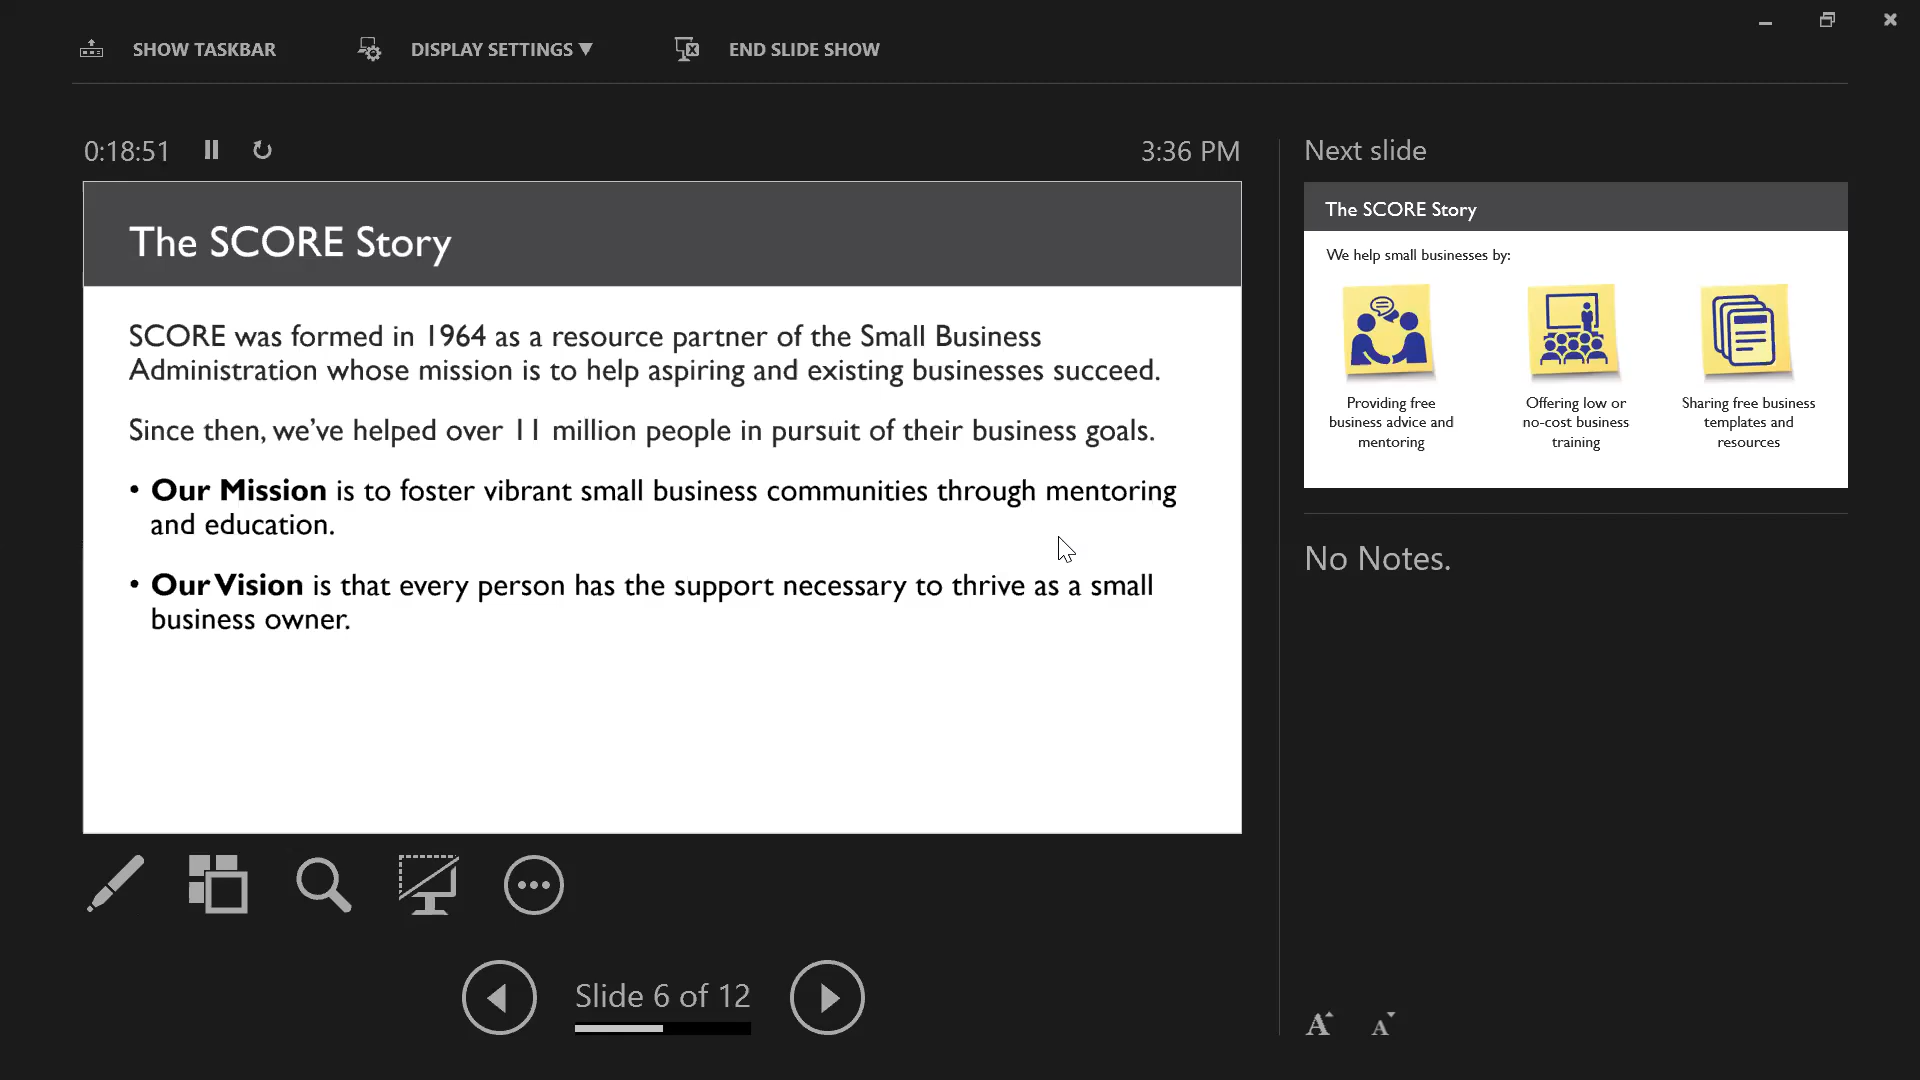 SHOW TASKBAR
DISPLAY SETTINGS ▼
END SLIDE SHOW
0:18:51
3:36 PM
The SCORE Story
SCORE was formed in 1964 as a resource partner of the Small Business
Administration whose mission is to help aspiring and existing businesses succeed.
Since then, we've helped over 11 million people in pursuit of their business goals.
• Our Mission is to foster vibrant small business communities through mentoring
and education.
• Our Vision is that every person has the support necessary to thrive as a small
business owner.
Slide 6 of 12
Next slide
The SCORE Story
We help small businesses by:
Providing free
business advice and
mentoring
Offering low or
no-cost business
training
Sharing free business
templates and
resources
No Notes.
A
A